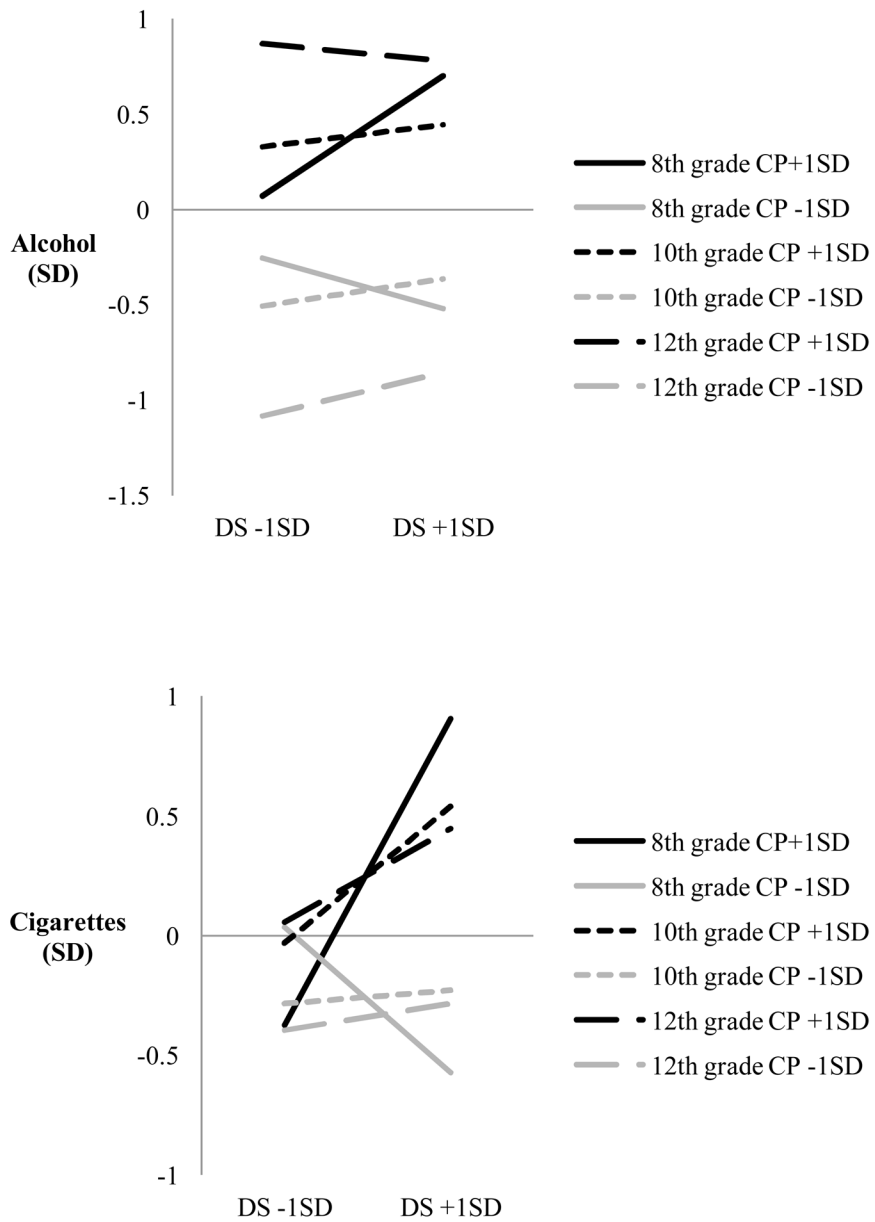 1
0.5
0
-0.5
-1
-1.5
Alcohol
(SD)
DS -1SD
DS +1SD
8th grade CP+1SD
8th grade CP -1SD
10th grade CP +1SD
10th grade CP -1SD
12th grade CP +1SD
12th grade CP -1SD
1
0.5
0
-0.5
-1
Cigarettes
(SD)
DS -1SD
DS +1SD
8th grade CP+1SD
8th grade CP -1SD
10th grade CP +1SD
10th grade CP -1SD
12th grade CP +1SD
12th grade CP -1SD